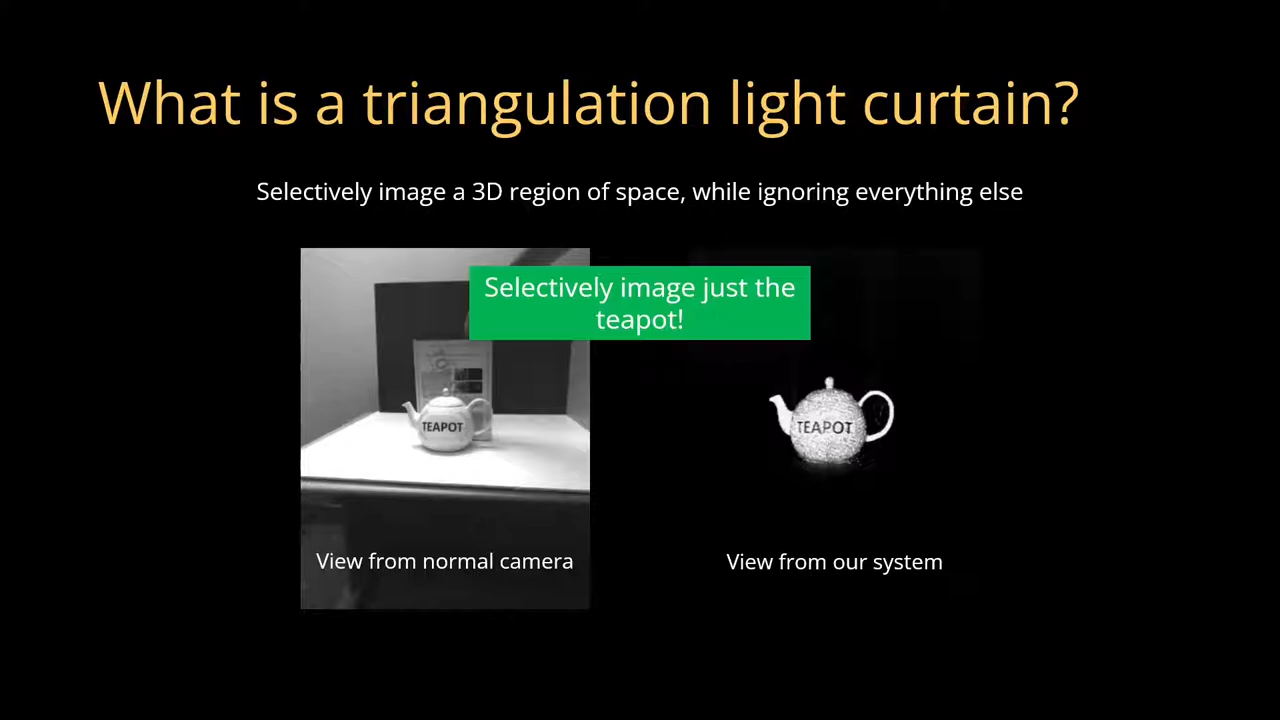 What is a triangulation light curtain?
Selectively image a 3D region of space, while ignoring everything else
Selectively image just the
teapot!
TEAPOT
TEAPOT
View from normal camera
View from our system